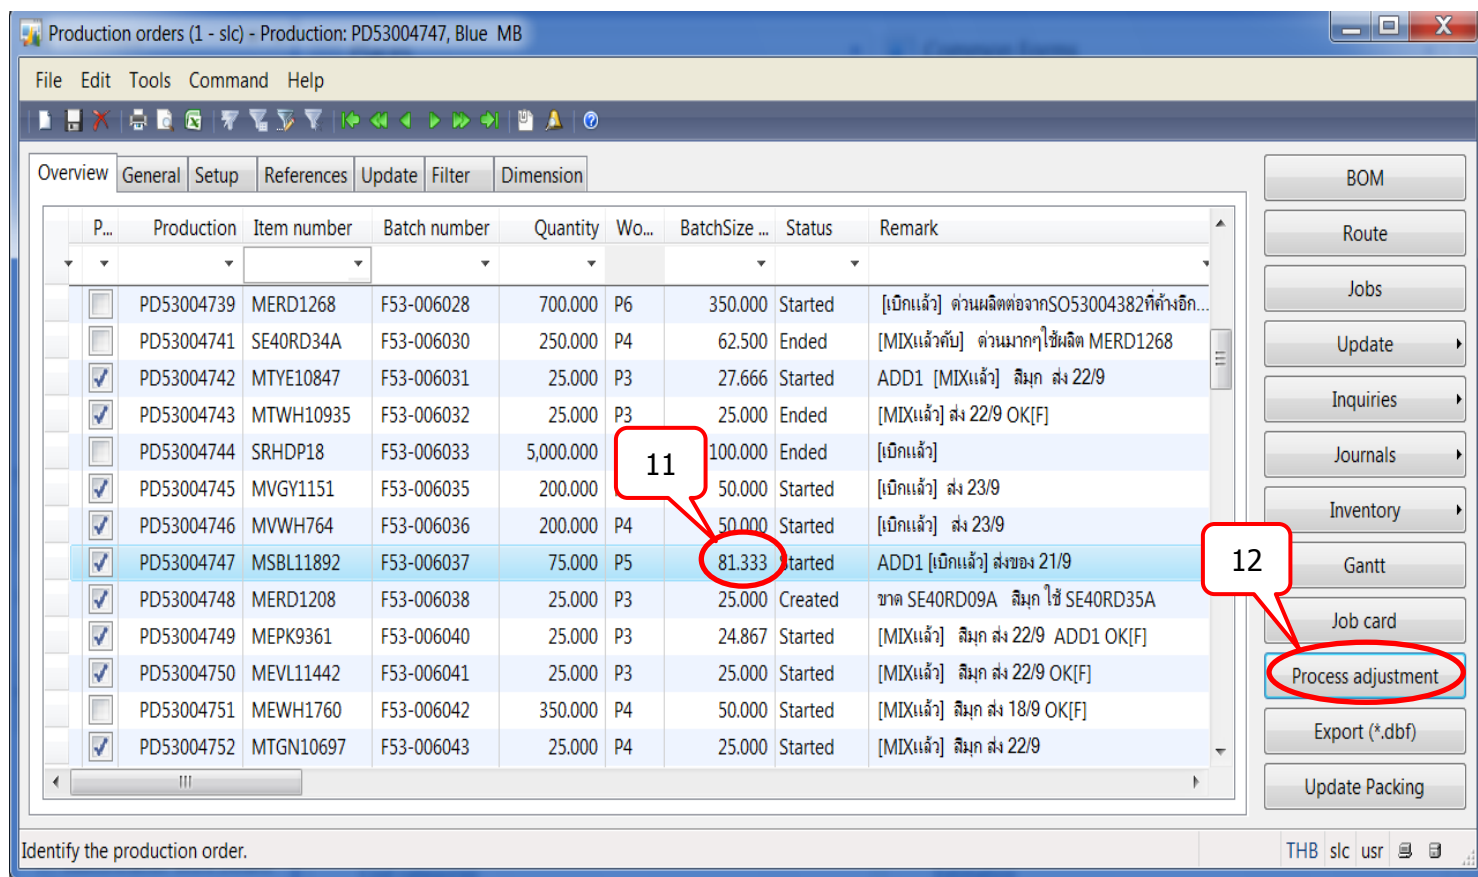 Production orders (1 - slc) - Production: PD53004747, Blue MB
File Edit Tools Command Help
Overview General Setup References Update Filter Dimension
P... Production Item number Batch number Quantity Wo... BatchSize ... Status Remark
PD53004739 MERD1268 F53-006028 700.000 P6 350.000 Started [เบิกแล้ว] ด่วนผลิตต่อจากSO53004382ที่ค้างอีก...
PD53004741 SE40RD34A F53-006030 250.000 P4 62.500 Ended [MIXแล้วคับ] ด่วนมากๆใช้ผลิต MERD1268
PD53004742 MTYE10847 F53-006031 25.000 P3 27.666 Started ADD1 [MIXแล้ว] สีมุก ส่ง 22/9
PD53004743 MTWH10935 F53-006032 25.000 P3 25.000 Ended [MIXแล้ว] ส่ง 22/9 OK[F]
PD53004744 SRHDP18 F53-006033 5,000.000 100.000 Ended [เบิกแล้ว]
PD53004745 MVGY1151 F53-006035 200.000 50.000 Started [เบิกแล้ว] ส่ง 23/9
PD53004746 MVWH764 F53-006036 200.000 P4 50.000 Started [เบิกแล้ว] ส่ง 23/9
PD53004747 MSBL11892 F53-006037 75.000 P5 81.333 Started ADD1 [เบิกแล้ว] ส่งของ 21/9
PD53004748 MERD1208 F53-006038 25.000 P3 25.000 Created ขาด SE40RD09A สีมุก ใช้ SE40RD35A
PD53004749 MEPK9361 F53-006040 25.000 P3 24.867 Started [MIXแล้ว] สีมุก ส่ง 22/9 ADD1 OK[F]
PD53004750 MEVL11442 F53-006041 25.000 P3 25.000 Started [MIXแล้ว] สีมุก ส่ง 22/9 OK[F]
PD53004751 MEWH1760 F53-006042 350.000 P4 50.000 Started [MIXแล้ว] สีมุก ส่ง 18/9 OK[F]
PD53004752 MTGN10697 F53-006043 25.000 P4 25.000 Started [MIXแล้ว] สีมุก ส่ง 22/9
11
12
BOM
Route
Jobs
Update
Inquiries
Journals
Inventory
Gantt
Job card
Process adjustment
Export (*.dbf)
Update Packing
Identify the production order.
THB slc usr